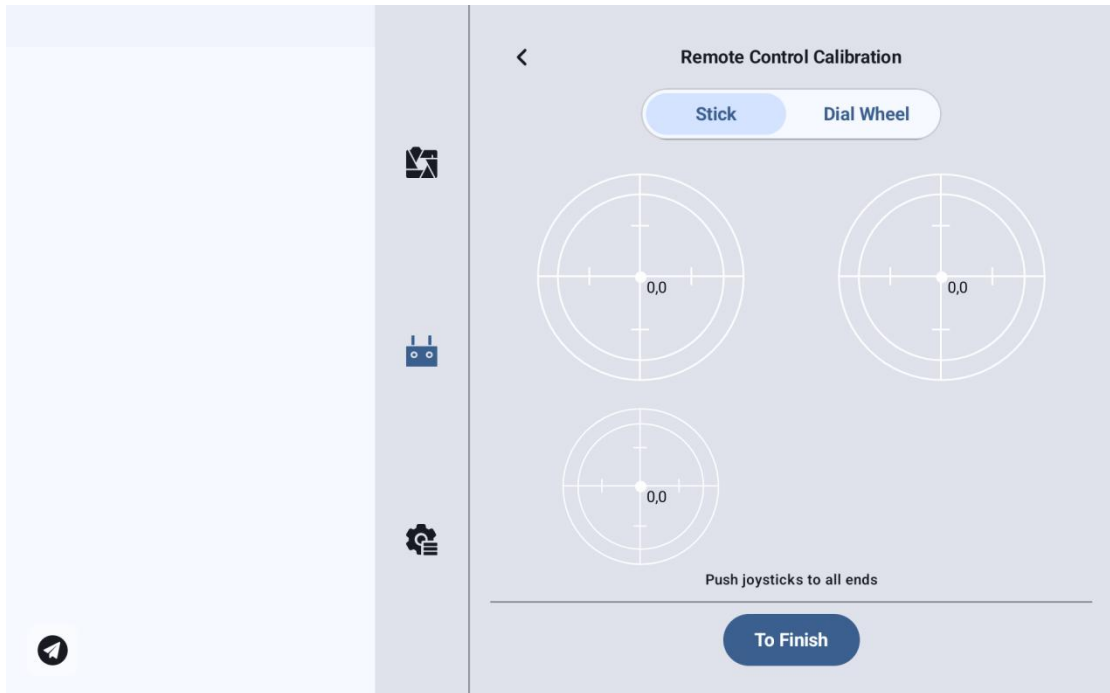 Remote Control Calibration
Stick
Dial Wheel
0,0
0,0
0,0
Push joysticks to all ends
To Finish